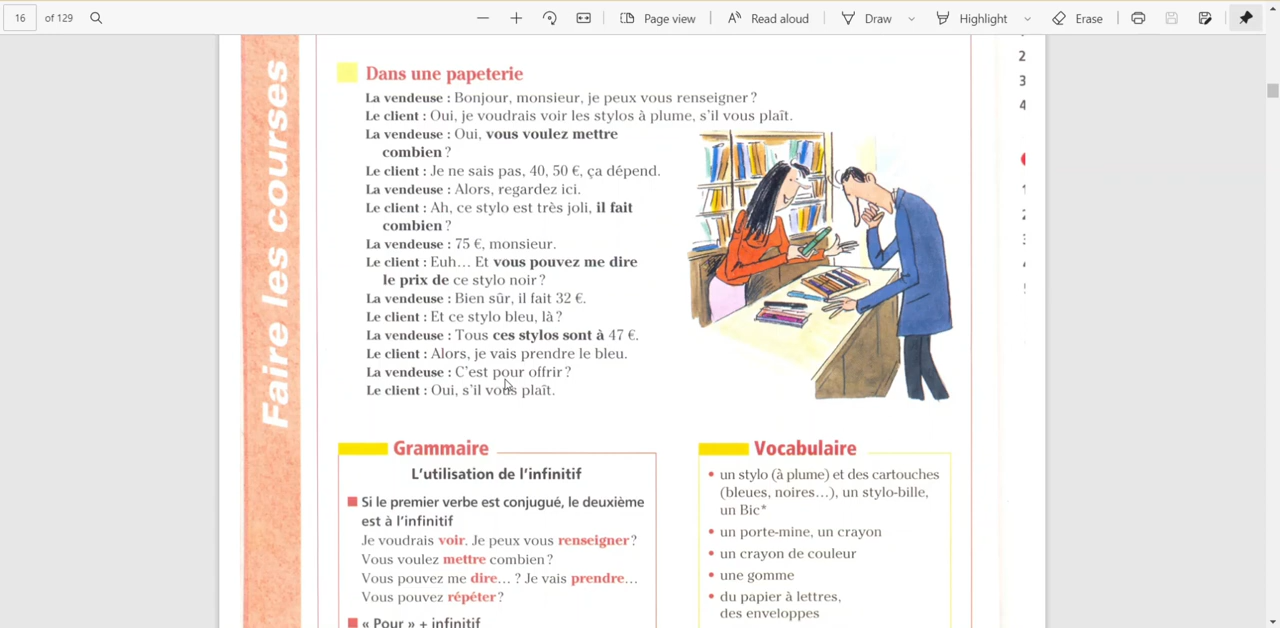 16 of 129 Page view Read aloud Draw Highlight Erase
Faire les courses
Dans une papeterie
La vendeuse : Bonjour, monsieur, je peux vous renseigner ?
Le client : Oui, je voudrais voir les stylos à plume, s'il vous plaît.
La vendeuse : Oui, vous voulez mettre
combien ?
Le client : Je ne sais pas, 40, 50 €, ça dépend.
La vendeuse : Alors, regardez ici.
Le client : Ah, ce stylo est très joli, il fait
combien ?
La vendeuse : 75 €, monsieur.
Le client : Euh… Et vous pouvez me dire
le prix de ce stylo noir ?
La vendeuse : Bien sûr, il fait 32 €.
Le client : Et ce stylo bleu, là ?
La vendeuse : Tous ces stylos sont à 47 €.
Le client : Alors, je vais prendre le bleu.
La vendeuse : C'est pour offrir ?
Le client : Oui, s'il vous plaît.
Grammaire
L'utilisation de l'infinitif
Si le premier verbe est conjugué, le deuxième
est à l'infinitif
Je voudrais voir. Je peux vous renseigner ?
Vous voulez mettre combien ?
Vous pouvez me dire… ? Je vais prendre…
Vous pouvez répéter ?
« Pour » + infinitif
Vocabulaire
• un stylo (à plume) et des cartouches
(bleues, noires…), un stylo-bille,
un Bic*
• un porte-mine, un crayon
• un crayon de couleur
• une gomme
• du papier à lettres,
des enveloppes
2
3
4